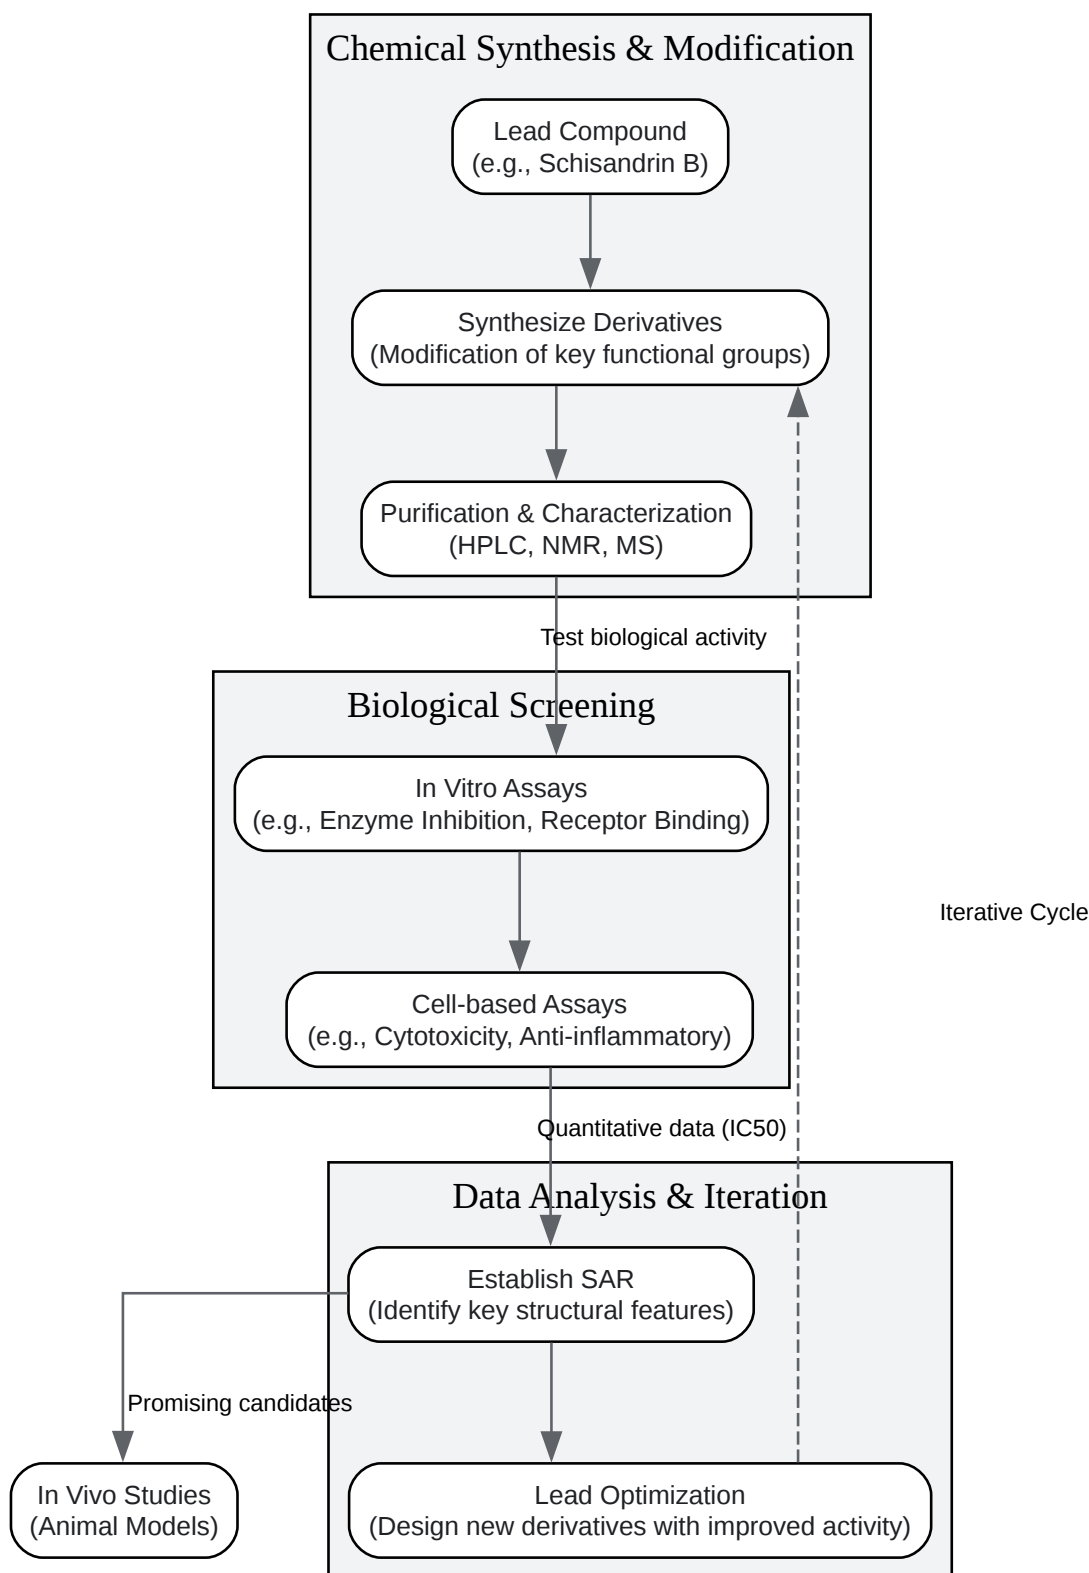 Chemical Synthesis & Modification
Lead Compound
(e.g., Schisandrin B)
Synthesize Derivatives
(Modification of key functional groups)
Purification & Characterization
(HPLC, NMR, MS)
Test biological activity
Biological Screening
In Vitro Assays
(e.g., Enzyme Inhibition, Receptor Binding)
Iterative Cycle
Cell-based Assays
(e.g., Cytotoxicity, Anti-inflammatory)
Quantitative data (IC50)
Data Analysis & Iteration
Establish SAR
(Identify key structural features)
Promising candidates
In Vivo Studies
(Animal Models)
Lead Optimization
(Design new derivatives with improved activity)